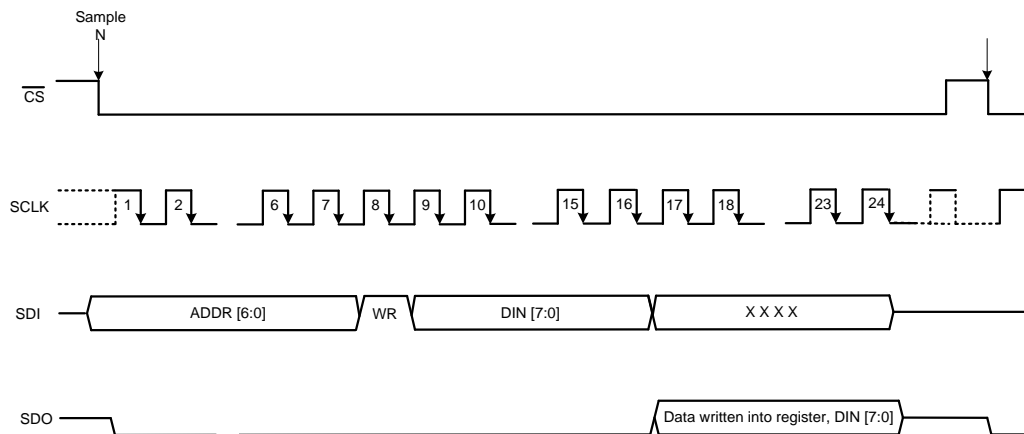 Sample
N
CS
SCLK
1 2 6 7 8 9 10 15 16 17 18 23 24
SDI
ADDR [6:0] WR DIN [7:0] X X X X
SDO
Data written into register, DIN [7:0]